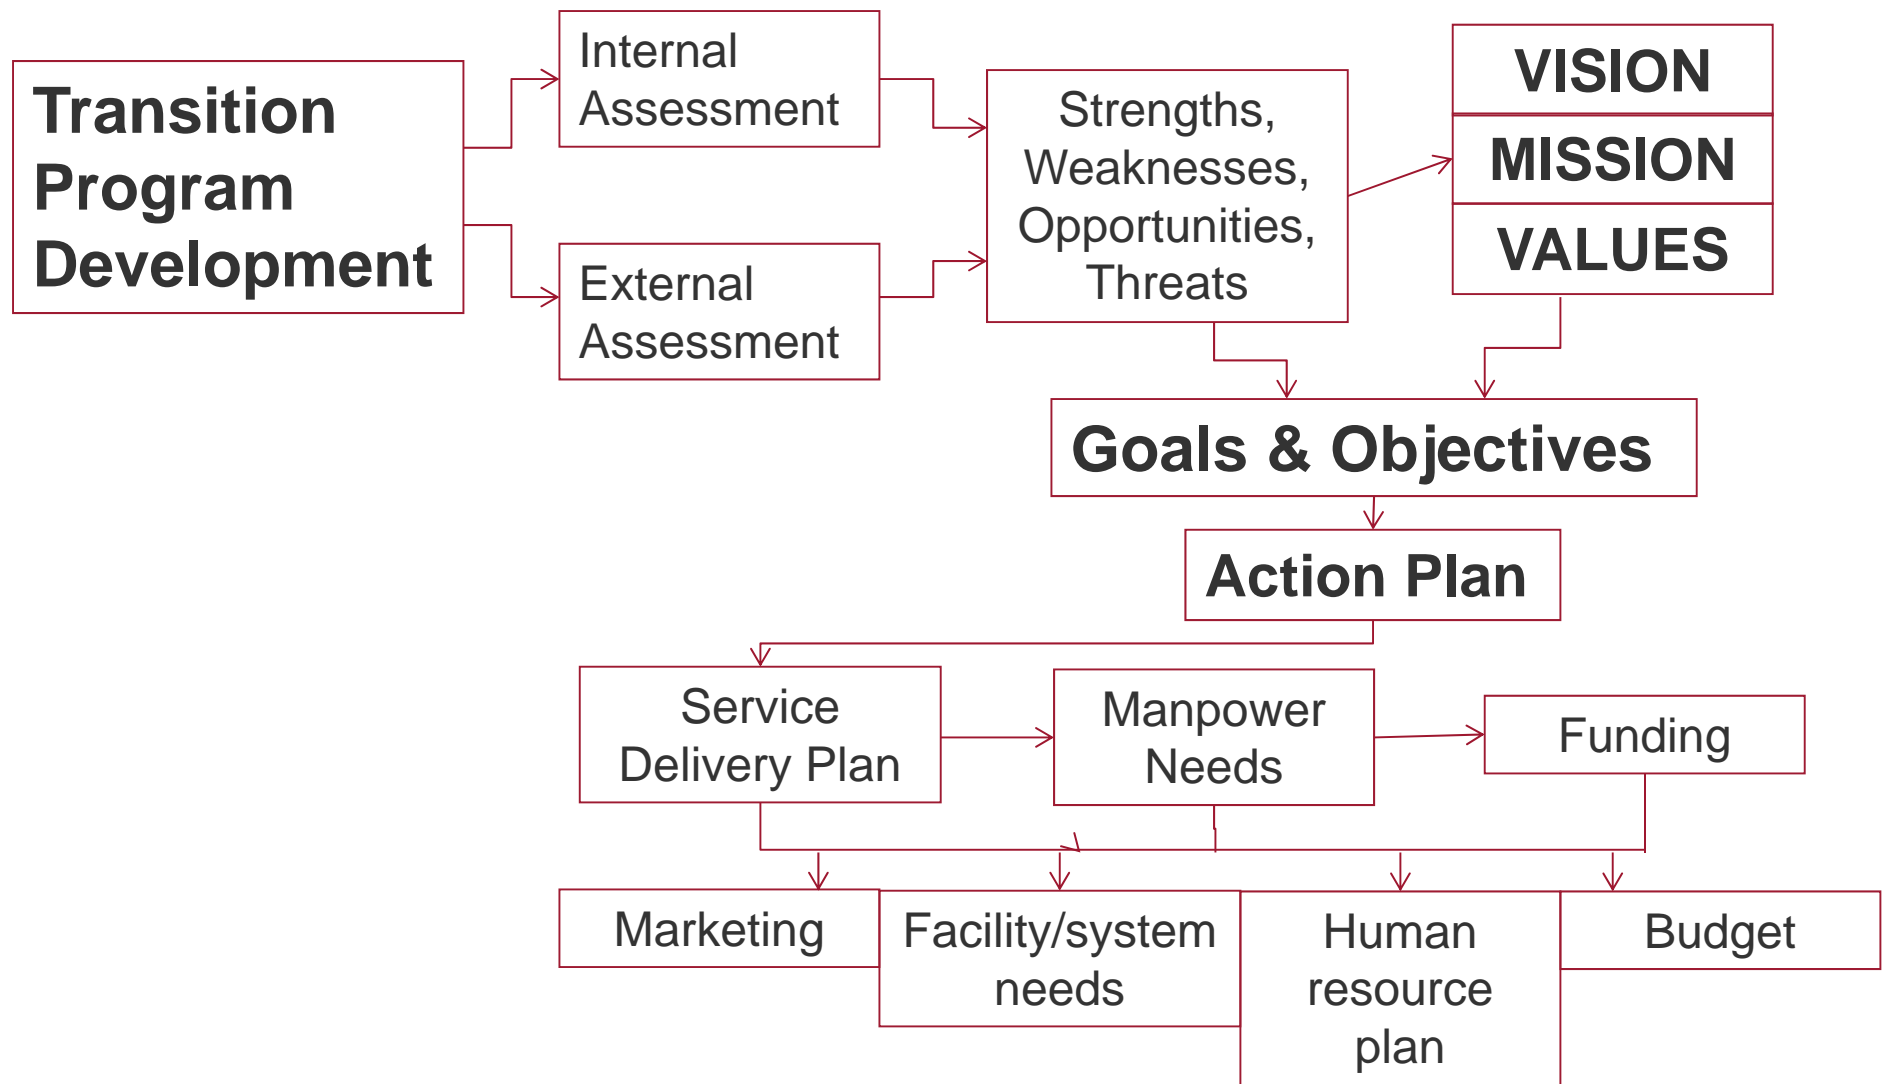 Transition
Program
Development
Internal
Assessment
External
Assessment
Strengths,
Weaknesses,
Opportunities,
Threats
VISION
MISSION
VALUES
Goals & Objectives
Action Plan
Service
Delivery Plan
Manpower
Needs
Funding
Marketing
Facility/system
needs
Human
resource
plan
Budget